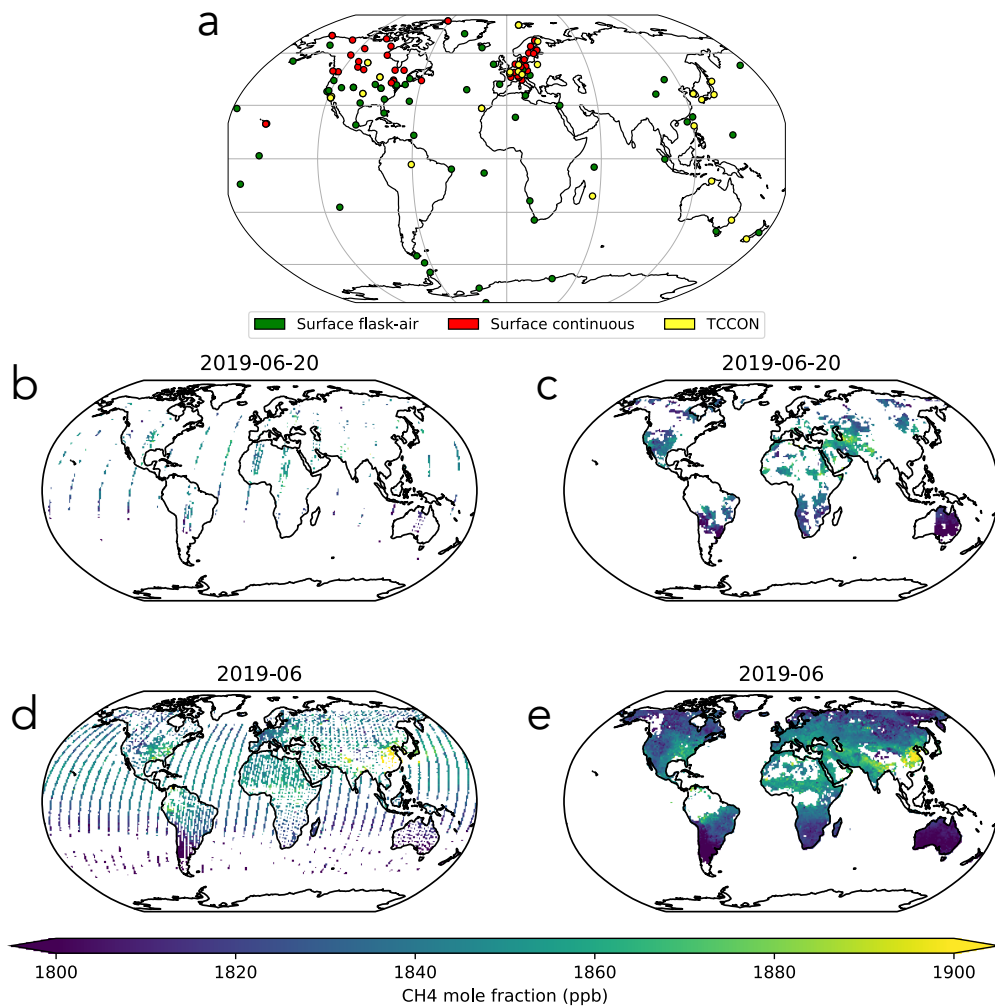 a
Surface flask-air Surface continuous TCCON
b 2019-06-20 c 2019-06-20
d 2019-06 e 2019-06
1800 1820 1840 1860 1880 1900
CH4 mole fraction (ppb)